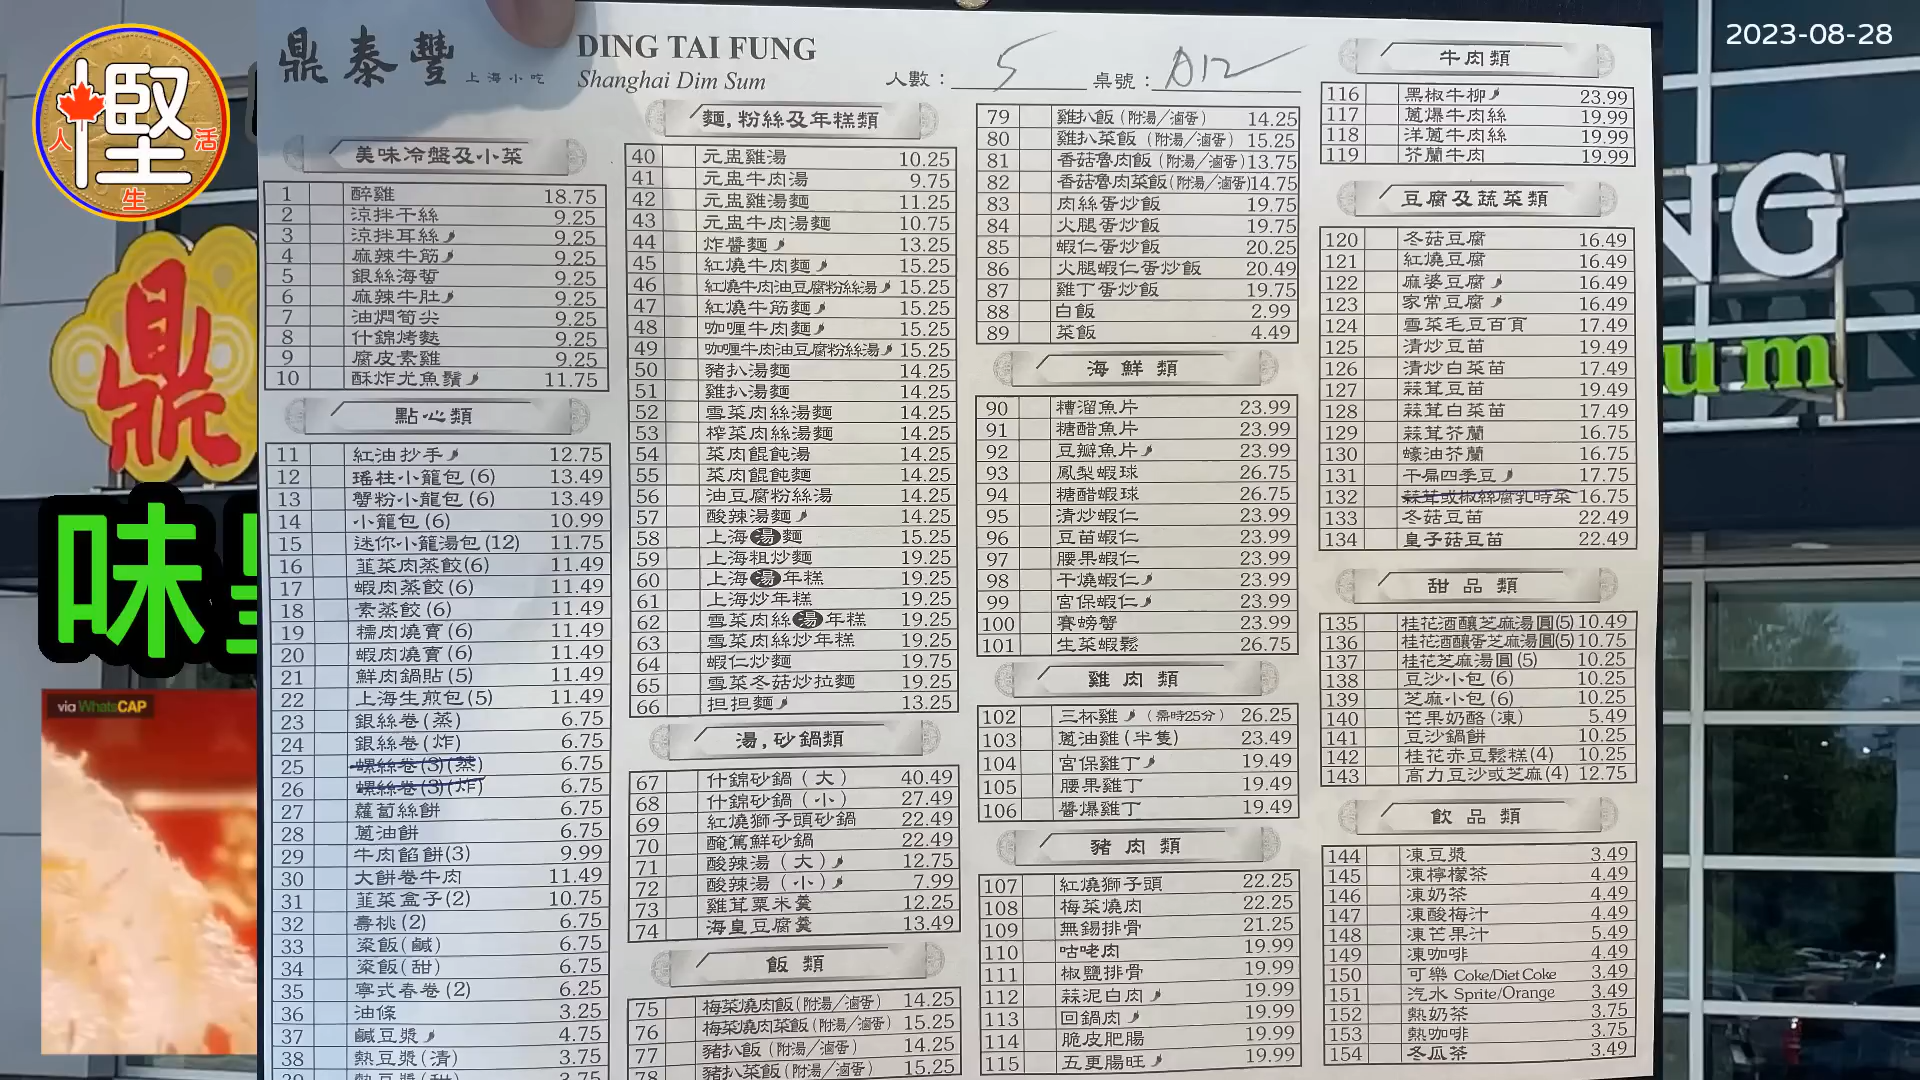 2023-08-28
慳
人 活
生
鼎
味
via WhatsCAP
NG
um
鼎泰豐 上海小吃
DING TAI FUNG
Shanghai Dim Sum
人數： 5 桌號： D12
美味冷盤及小菜
1 醉雞 18.75
2 涼拌干絲 9.25
3 涼拌耳絲 9.25
4 麻辣牛筋 9.25
5 銀絲海蜇 9.25
6 麻辣牛肚 9.25
7 油燜筍尖 9.25
8 什錦烤麩 9.25
9 腐皮素雞 9.25
10 酥炸尤魚鬚 11.75
點心類
11 紅油抄手 12.75
12 瑤柱小籠包 (6) 13.49
13 蟹粉小籠包 (6) 13.49
14 小籠包 (6) 10.99
15 迷你小籠湯包 (12) 11.75
16 韮菜肉蒸餃 (6) 11.49
17 蝦肉蒸餃 (6) 11.49
18 素蒸餃 (6) 11.49
19 糯肉燒賣 (6) 11.49
20 蝦肉燒賣 (6) 11.49
21 鮮肉鍋貼 (5) 11.49
22 上海生煎包 (5) 11.49
23 銀絲卷 (蒸) 6.75
24 銀絲卷 (炸) 6.75
25 螺絲卷 (3) (蒸) 6.75
26 螺絲卷 (3) (炸) 6.75
27 蘿蔔絲餅 6.75
28 蔥油餅 6.75
29 牛肉餡餅 (3) 9.99
30 大餅卷牛肉 11.49
31 韮菜盒子 (2) 10.75
32 壽桃 (2) 6.75
33 粢飯 (鹹) 6.75
34 粢飯 (甜) 6.75
35 寧式春卷 (2) 6.25
36 油條 3.25
37 鹹豆漿 4.75
38 熱豆漿 (清) 3.75
39 熱豆漿 (甜) 3.75
麵, 粉絲及年糕類
40 元盅雞湯 10.25
41 元盅牛肉湯 9.75
42 元盅雞湯麵 11.25
43 元盅牛肉湯麵 10.75
44 炸醬麵 13.25
45 紅燒牛肉麵 15.25
46 紅燒牛肉油豆腐粉絲湯 15.25
47 紅燒牛筋麵 15.25
48 咖喱牛肉麵 15.25
49 咖喱牛肉油豆腐粉絲湯 15.25
50 豬扒湯麵 14.25
51 雞扒湯麵 14.25
52 雪菜肉絲湯麵 14.25
53 榨菜肉絲湯麵 14.25
54 菜肉餛飩湯 14.25
55 菜肉餛飩麵 14.25
56 油豆腐粉絲湯 14.25
57 酸辣湯麵 14.25
58 上海湯麵 15.25
59 上海粗炒麵 19.25
60 上海湯年糕 19.25
61 上海炒年糕 19.25
62 雪菜肉絲湯年糕 19.25
63 雪菜肉絲炒年糕 19.25
64 蝦仁炒麵 19.75
65 雪菜冬菇炒拉麵 19.25
66 担担麵 13.25
湯, 砂鍋類
67 什錦砂鍋 (大) 40.49
68 什錦砂鍋 (小) 27.49
69 紅燒獅子頭砂鍋 22.49
70 醃篤鮮砂鍋 22.49
71 酸辣湯 (大) 12.75
72 酸辣湯 (小) 7.99
73 雞茸粟米羹 12.25
74 海皇豆腐羹 13.49
飯類
75 梅菜燒肉飯 (附湯/滷蛋) 14.25
76 梅菜燒肉菜飯 (附湯/滷蛋) 15.25
77 豬扒飯 (附湯/滷蛋) 14.25
78 豬扒菜飯 (附湯/滷蛋) 15.25
79 雞扒飯 (附湯/滷蛋) 14.25
80 雞扒菜飯 (附湯/滷蛋) 15.25
81 香菇魯肉飯 (附湯/滷蛋) 13.75
82 香菇魯肉菜飯 (附湯/滷蛋) 14.75
83 肉絲蛋炒飯 19.75
84 火腿蛋炒飯 19.75
85 蝦仁蛋炒飯 20.25
86 火腿蝦仁蛋炒飯 20.49
87 雞丁蛋炒飯 19.75
88 白飯 2.99
89 菜飯 4.49
海鮮類
90 糟溜魚片 23.99
91 糖醋魚片 23.99
92 豆瓣魚片 23.99
93 鳳梨蝦球 26.75
94 糖醋蝦球 26.75
95 清炒蝦仁 23.99
96 豆苗蝦仁 23.99
97 腰果蝦仁 23.99
98 干燒蝦仁 23.99
99 宮保蝦仁 23.99
100 賽螃蟹 23.99
101 生菜蝦鬆 26.75
雞肉類
102 三杯雞 (需時25分) 26.25
103 蔥油雞 (半隻) 23.49
104 宮保雞丁 19.49
105 腰果雞丁 19.49
106 醬爆雞丁 19.49
豬肉類
107 紅燒獅子頭 22.25
108 梅菜燒肉 22.25
109 無錫排骨 21.25
110 咕咾肉 19.99
111 椒鹽排骨 19.99
112 蒜泥白肉 19.99
113 回鍋肉 19.99
114 脆皮肥腸 19.99
115 五更腸旺 19.99
牛肉類
116 黑椒牛柳 23.99
117 蔥爆牛肉絲 19.99
118 洋蔥牛肉絲 19.99
119 芥蘭牛肉 19.99
豆腐及蔬菜類
120 冬菇豆腐 16.49
121 紅燒豆腐 16.49
122 麻婆豆腐 16.49
123 家常豆腐 16.49
124 雪菜毛豆百頁 17.49
125 清炒豆苗 19.49
126 清炒白菜苗 17.49
127 蒜茸豆苗 19.49
128 蒜茸白菜苗 17.49
129 蒜茸芥蘭 16.75
130 蠔油芥蘭 16.75
131 干扁四季豆 17.75
132 蒜茸或椒絲腐乳時菜 16.75
133 冬菇豆苗 22.49
134 皇子菇豆苗 22.49
甜品類
135 桂花酒釀芝麻湯圓 (5) 10.49
136 桂花酒釀蛋芝麻湯圓 (5) 10.75
137 桂花芝麻湯圓 (5) 10.25
138 豆沙小包 (6) 10.25
139 芝麻小包 (6) 10.25
140 芒果奶酪 (凍) 5.49
141 豆沙鍋餅 10.25
142 桂花赤豆鬆糕 (4) 10.25
143 高力豆沙或芝麻 (4) 12.75
飲品類
144 凍豆漿 3.49
145 凍檸檬茶 4.49
146 凍奶茶 4.49
147 凍酸梅汁 4.49
148 凍芒果汁 5.49
149 凍咖啡 4.49
150 可樂 Coke/Diet Coke 3.49
151 汽水 Sprite/Orange 3.49
152 熱奶茶 3.75
153 熱咖啡 3.75
154 冬瓜茶 3.49